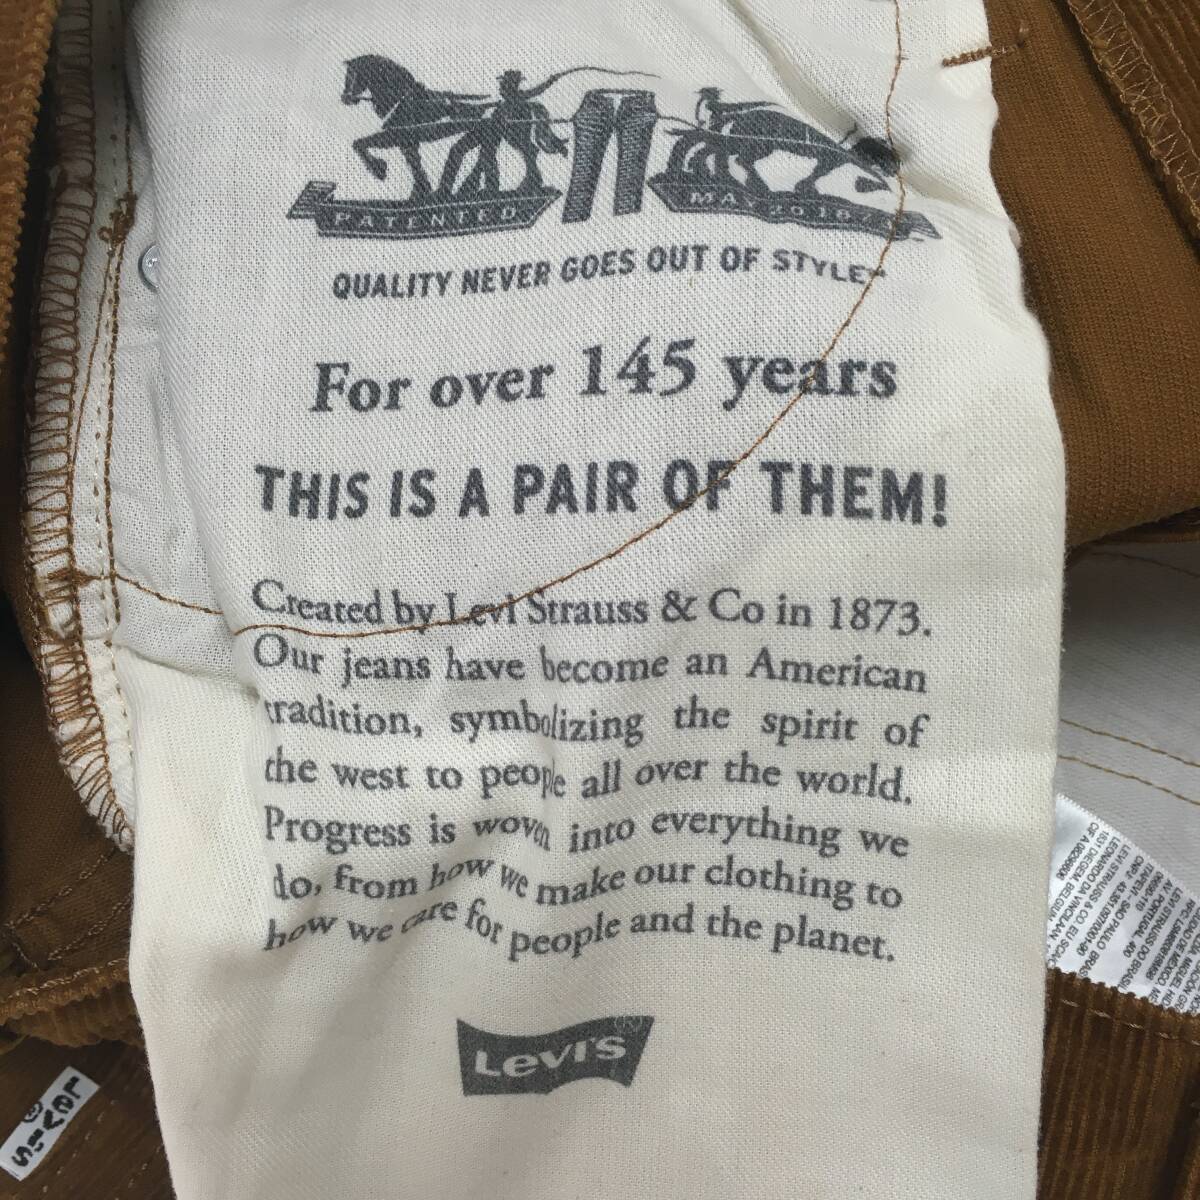 PATENTED MAY 20 1873
QUALITY NEVER GOES OUT OF STYLE
For over 145 years
THIS IS A PAIR OF THEM!
Created by Levi Strauss & Co in 1873.
Our jeans have become an American
tradition, symbolizing the spirit of
the west to people all over the world.
Progress is woven into everything we
do, from how we make our clothing to
how we care for people and the planet.
LEVI'S
LEVI'S